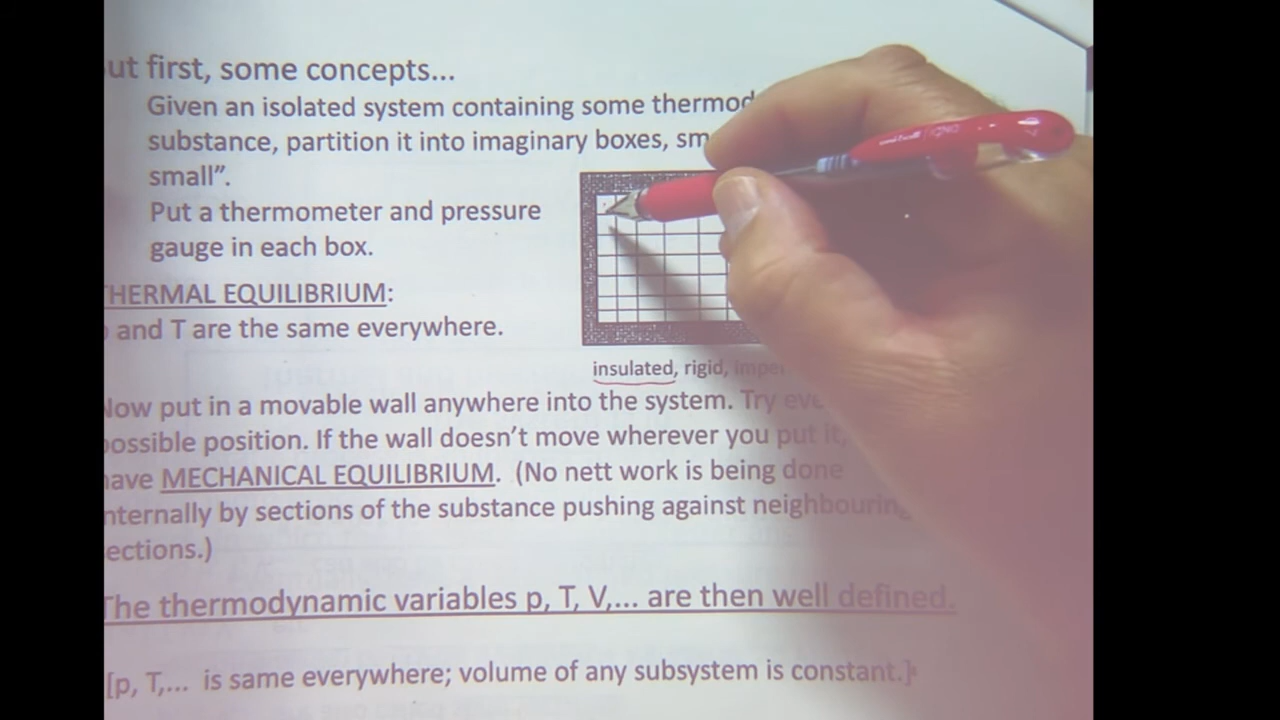 ut first, some concepts...
Given an isolated system containing some thermod
substance, partition it into imaginary boxes, sm
small”.
Put a thermometer and pressure
gauge in each box.
THERMAL EQUILIBRIUM:
and T are the same everywhere.
insulated, rigid, imper
Now put in a movable wall anywhere into the system. Try eve
possible position. If the wall doesn’t move wherever you put it,
have MECHANICAL EQUILIBRIUM. (No nett work is being done
internally by sections of the substance pushing against neighbouring
ections.)
The thermodynamic variables p, T, V,... are then well defined.
[p, T,... is same everywhere; volume of any subsystem is constant.]